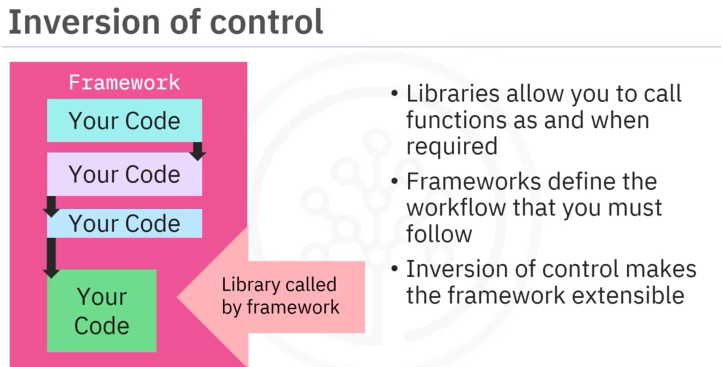 Inversion of control
Framework
Your Code
Your Code
Your Code
Your
Code
Library called
by framework
• Libraries allow you to call
functions as and when
required
• Frameworks define the
workflow that you must
follow
• Inversion of control makes
the framework extensible